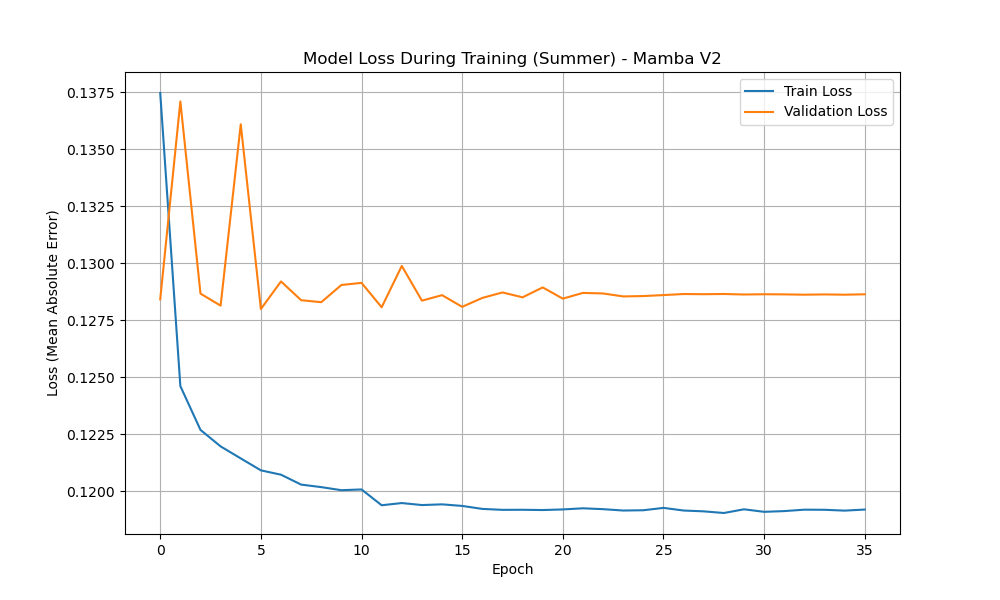 Model Loss During Training (Summer) - Mamba V2
Train Loss
Validation Loss
Loss (Mean Absolute Error)
0.1375
0.1350
0.1325
0.1300
0.1275
0.1250
0.1225
0.1200
0 5 10 15 20 25 30 35
Epoch